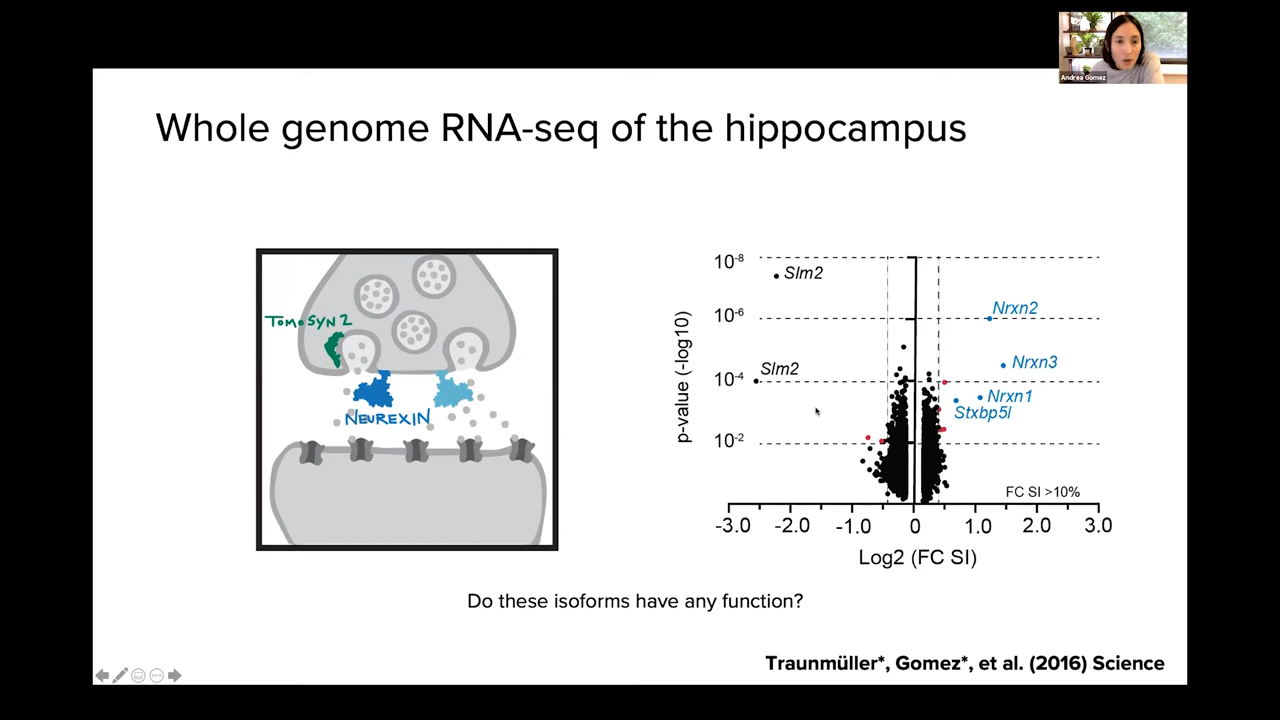 Andrea Gomez
Whole genome RNA-seq of the hippocampus
TOMOSYN 2
NEUREXIN
p-value (-log10)
10-8
10-6
10-4
10-2
Slm2
Slm2
Nrxn2
Nrxn3
Nrxn1
Stxbp5l
FC SI >10%
-3.0 -2.0 -1.0 0 1.0 2.0 3.0
Log2 (FC SI)
Do these isoforms have any function?
Traunmüller*, Gomez*, et al. (2016) Science